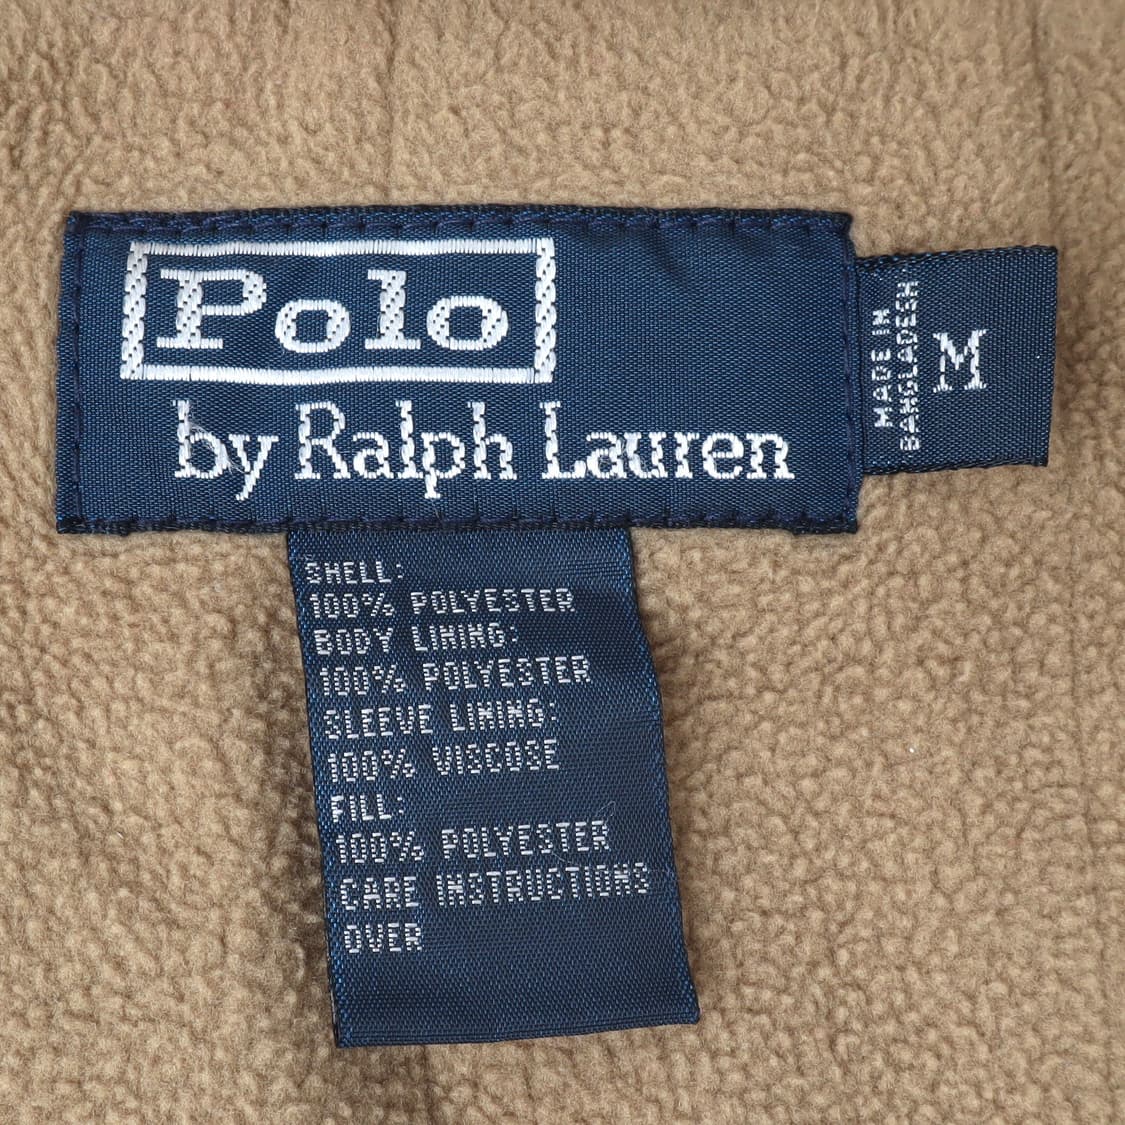 Polo
by Ralph Lauren
MADE IN
BANGLADESH
M
SHELL:
100% POLYESTER
BODY LINING:
100% POLYESTER
SLEEVE LINING:
100% VISCOSE
FILL:
100% POLYESTER
CARE INSTRUCTIONS
OVER